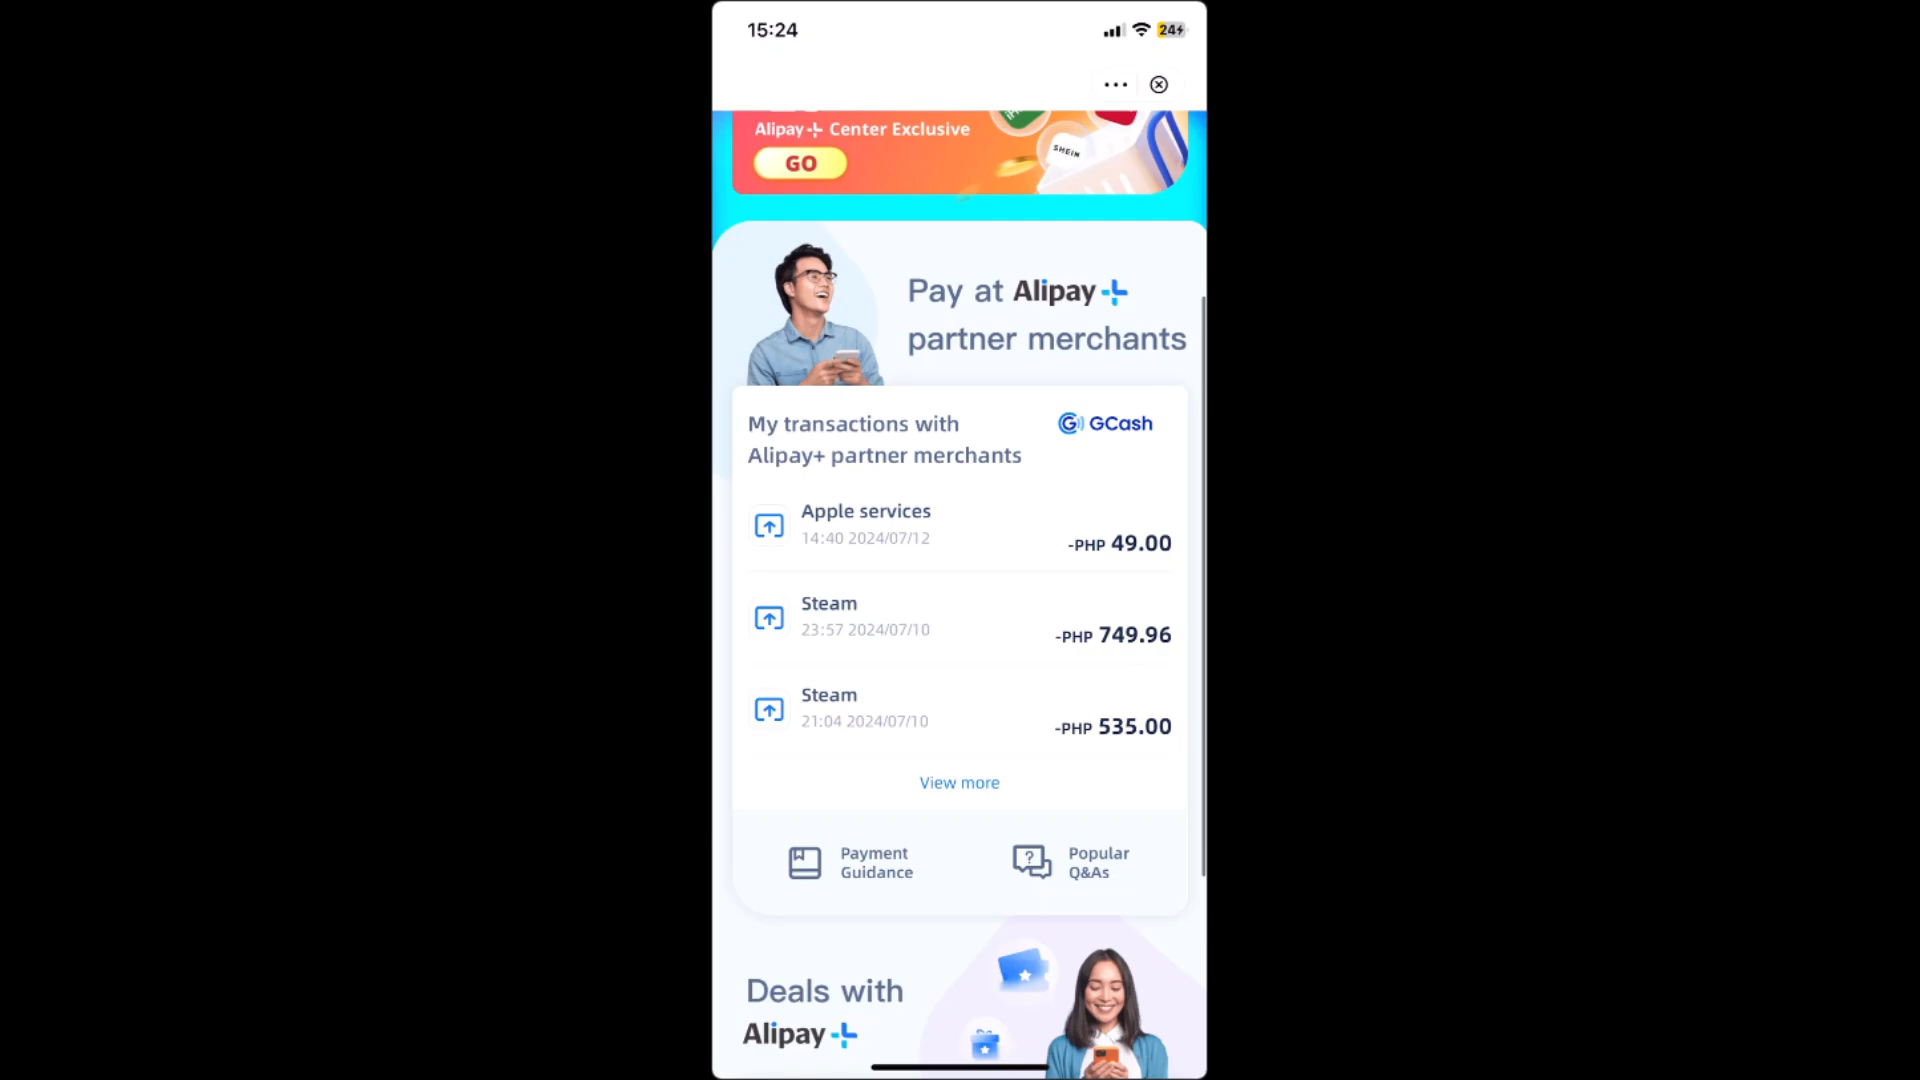 15:24
24
Alipay+ Center Exclusive
SHEIN
GO
Pay at Alipay+
partner merchants
My transactions with
Alipay+ partner merchants
GCash
Apple services
14:40 2024/07/12
-PHP 49.00
Steam
23:57 2024/07/10
-PHP 749.96
Steam
21:04 2024/07/10
-PHP 535.00
View more
Payment
Guidance
Popular
Q&As
Deals with
Alipay+